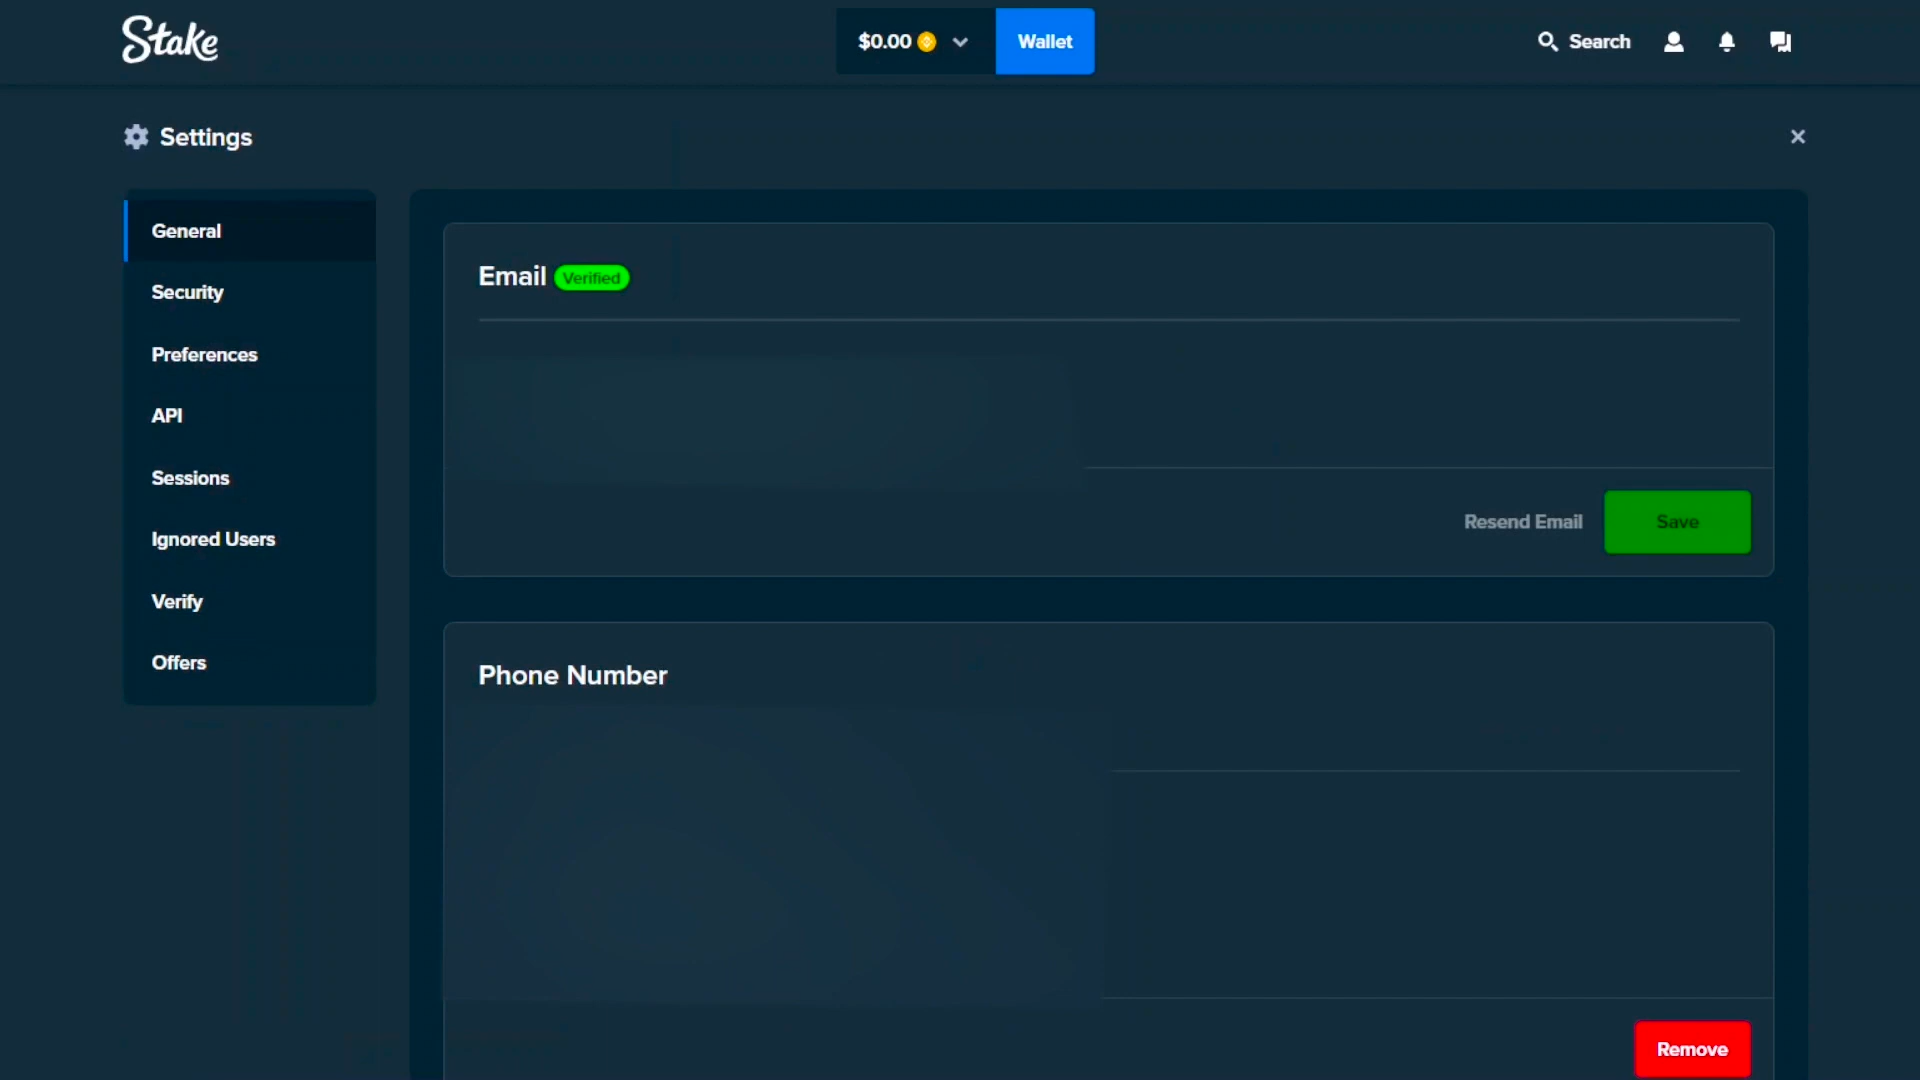 Stake
$0.00
Wallet
Search
Settings
General
Security
Preferences
API
Sessions
Ignored Users
Verify
Offers
Email Verified
Resend Email
Save
Phone Number
Remove